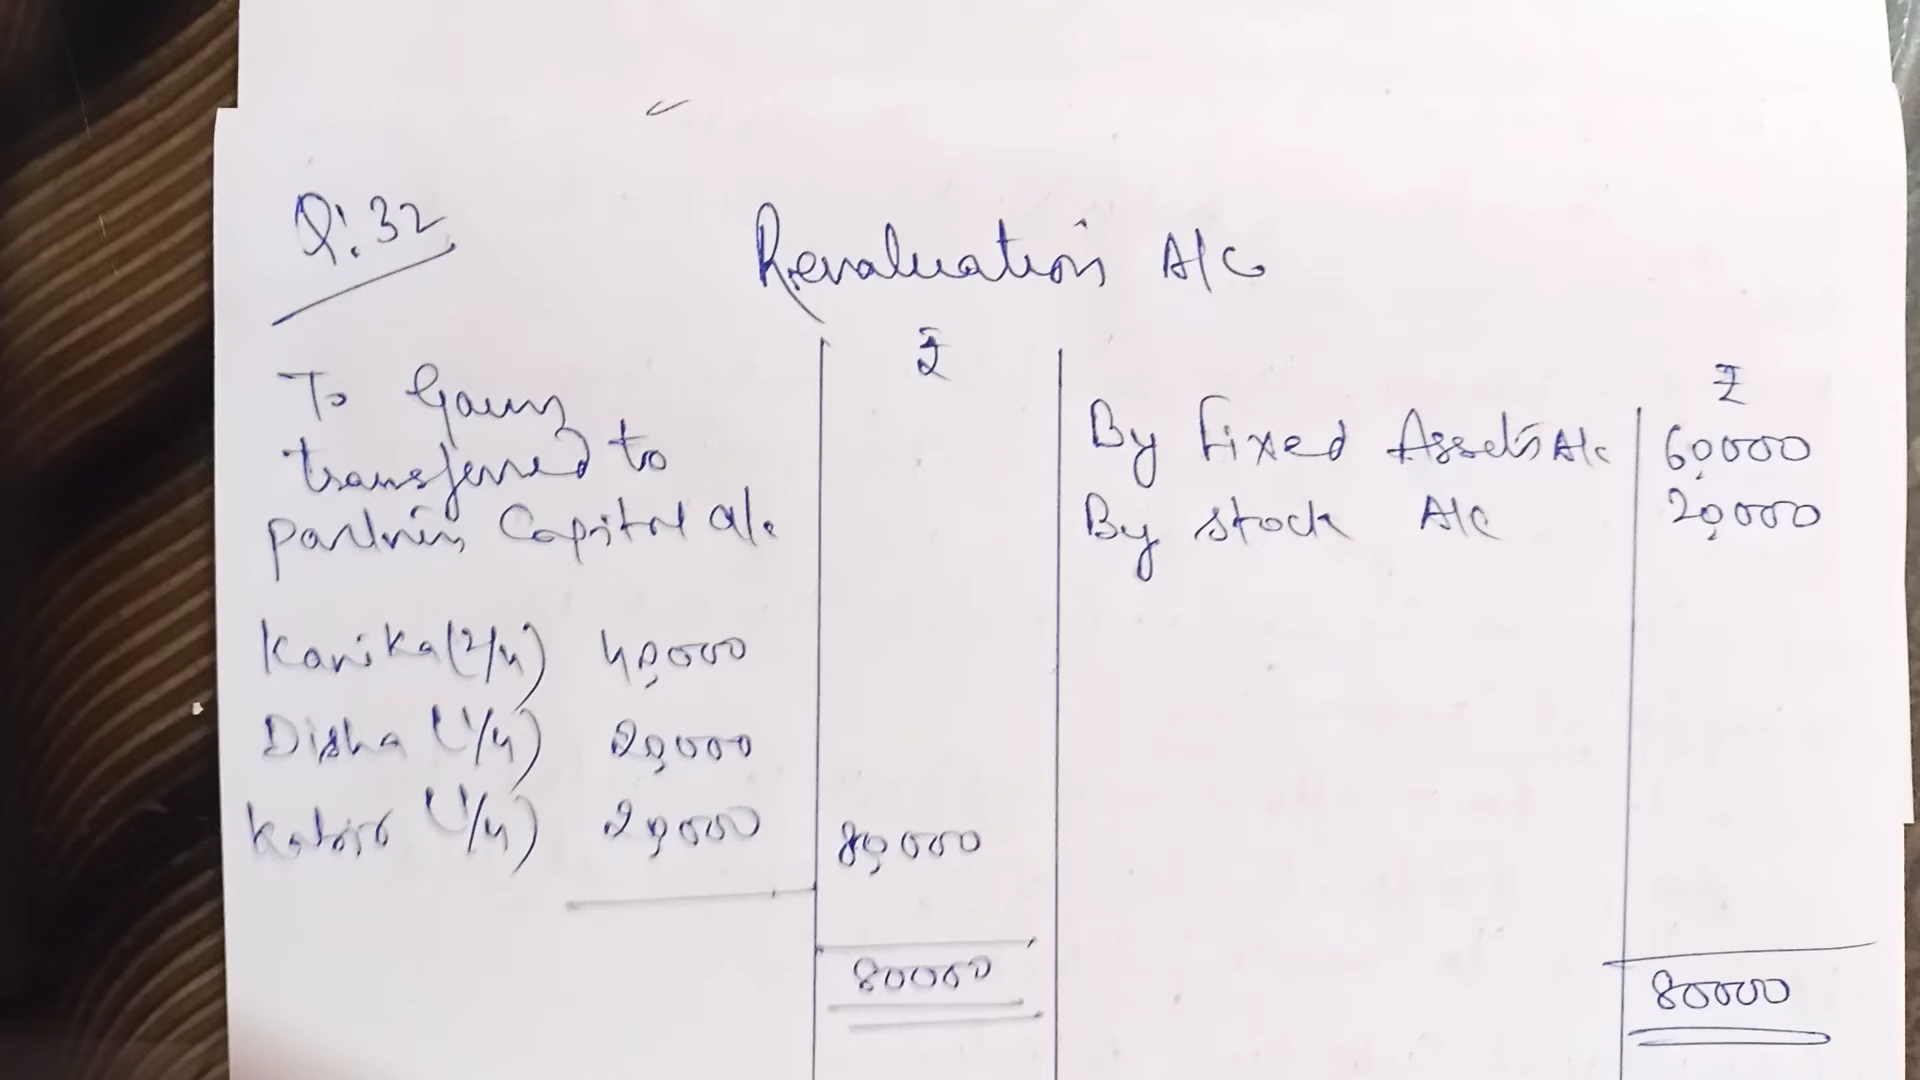 Q.32
Revaluation A/c
₹
₹
To Gain
transferred to
Partner's Capital A/c
Kanika (2/4) 40,000
Disha (1/4) 20,000
Kabir (1/4) 20,000
80,000
80000
By Fixed Assets A/c 60,000
By Stock A/c 20,000
80000